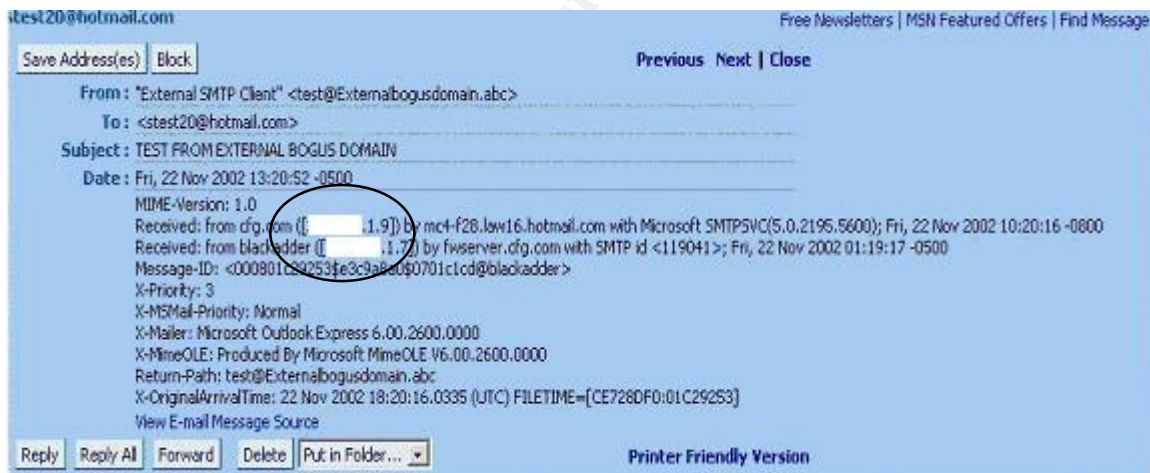 stest20@hotmail.com Free Newsletters | MSN Featured Offers | Find Message
Save Address(es) Block Previous Next | Close
From : "External SMTP Client" <test@Externalbogusdomain.abc>
To : <stest20@hotmail.com>
Subject : TEST FROM EXTERNAL BOGUS DOMAIN
Date : Fri, 22 Nov 2002 13:20:52 -0500
MIME-Version: 1.0
Received: from cfg.com ([ .1.9]) by mc4-f28.law16.hotmail.com with Microsoft SMTPSVC(5.0.2195.5600); Fri, 22 Nov 2002 10:20:16 -0800
Received: from blackadder ([ .1.7]) by fwserver.cfg.com with SMTP id <119041>; Fri, 22 Nov 2002 01:19:17 -0500
Message-ID:
X-Priority: 3
X-MSMail-Priority: Normal
X-Mailer: Microsoft Outlook Express 6.00.2600.0000
X-MimeOLE: Produced By Microsoft MimeOLE V6.00.2600.0000
Return-Path: test@Externalbogusdomain.abc
X-OriginalArrivalTime: 22 Nov 2002 18:20:16.0335 (UTC) FILETIME=[CE728DF0:01C29253]
View E-mail Message Source
Reply Reply All Forward Delete Put in Folder... Printer Friendly Version